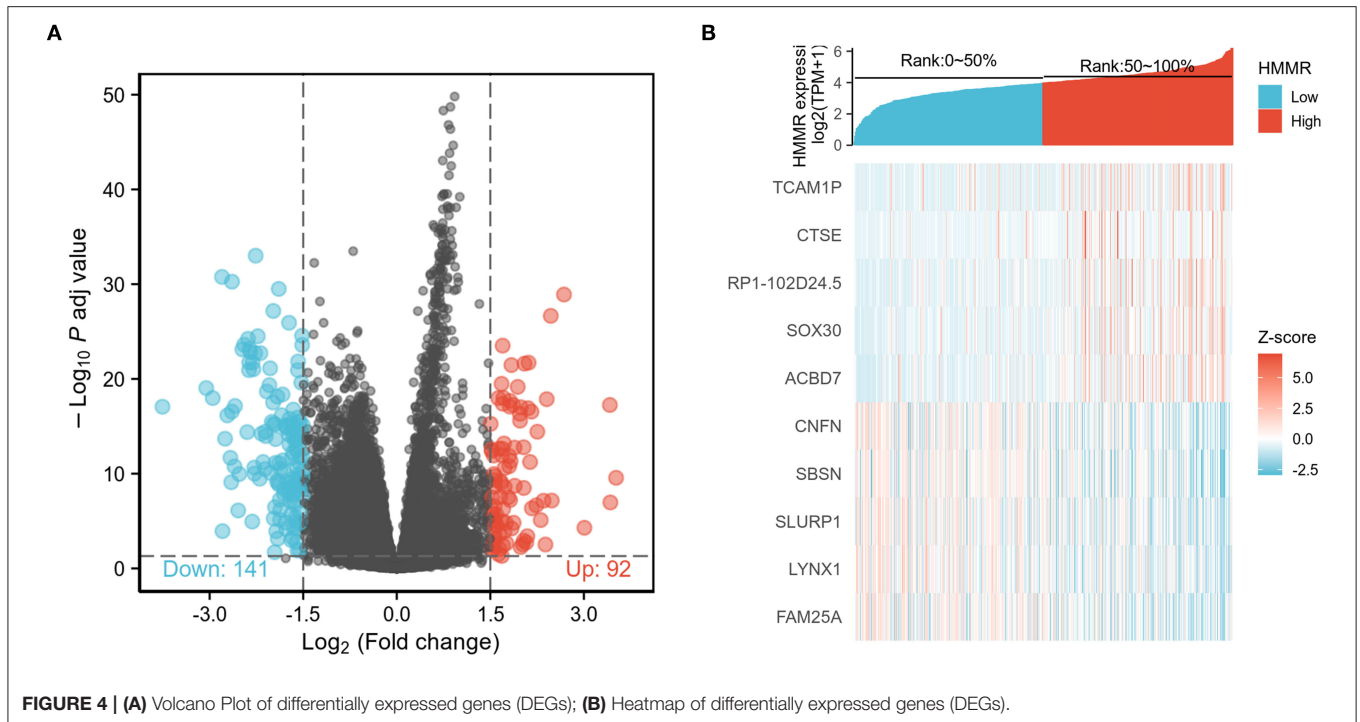 A
B
50
40
30
20
10
0
— Log10 P adj value
Down: 141
Up: 92
-3.0
-1.5
0.0
1.5
3.0
Log2 (Fold change)
HMMR expressi
log2(TPM+1)
6
4
2
0
Rank:0~50%
Rank:50~100%
HMMR
Low
High
TCAM1P
CTSE
RP1-102D24.5
SOX30
ACBD7
CNFN
SBSN
SLURP1
LYNX1
FAM25A
Z-score
5.0
2.5
0.0
-2.5
FIGURE 4 | (A) Volcano Plot of differentially expressed genes (DEGs); (B) Heatmap of differentially expressed genes (DEGs).